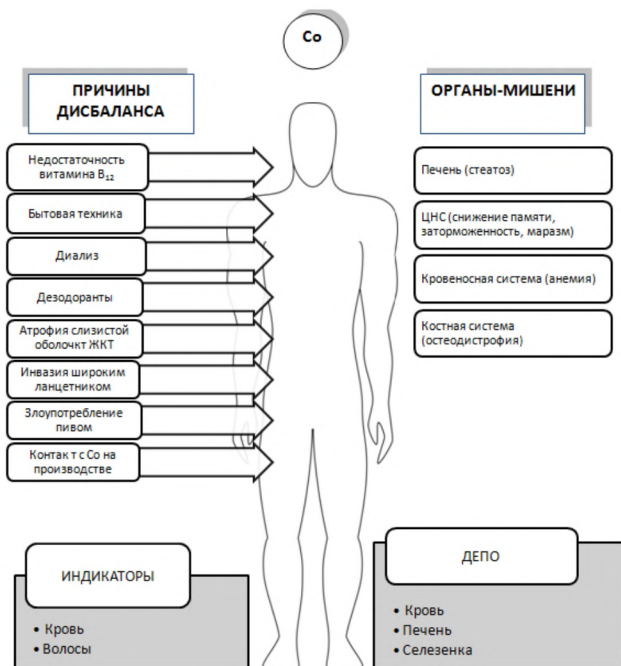 Co
ПРИЧИНЫ
ДИСБАЛАНСА
Недостаточность
витамина B₁₂
Бытовая техника
Диализ
Дезодоранты
Атрофия слизистой
оболочкт ЖКТ
Инвазия широким
ланцетником
Злоупотребление
пивом
Контак т с Со на
производстве
ОРГАНЫ-МИШЕНИ
Печень (стеатоз)
ЦНС (снижение памяти,
заторможенность, маразм)
Кровеносная система (анемия)
Костная система
(остеодистрофия)
ИНДИКАТОРЫ
• Кровь
• Волосы
ДЕПО
• Кровь
• Печень
• Селезенка